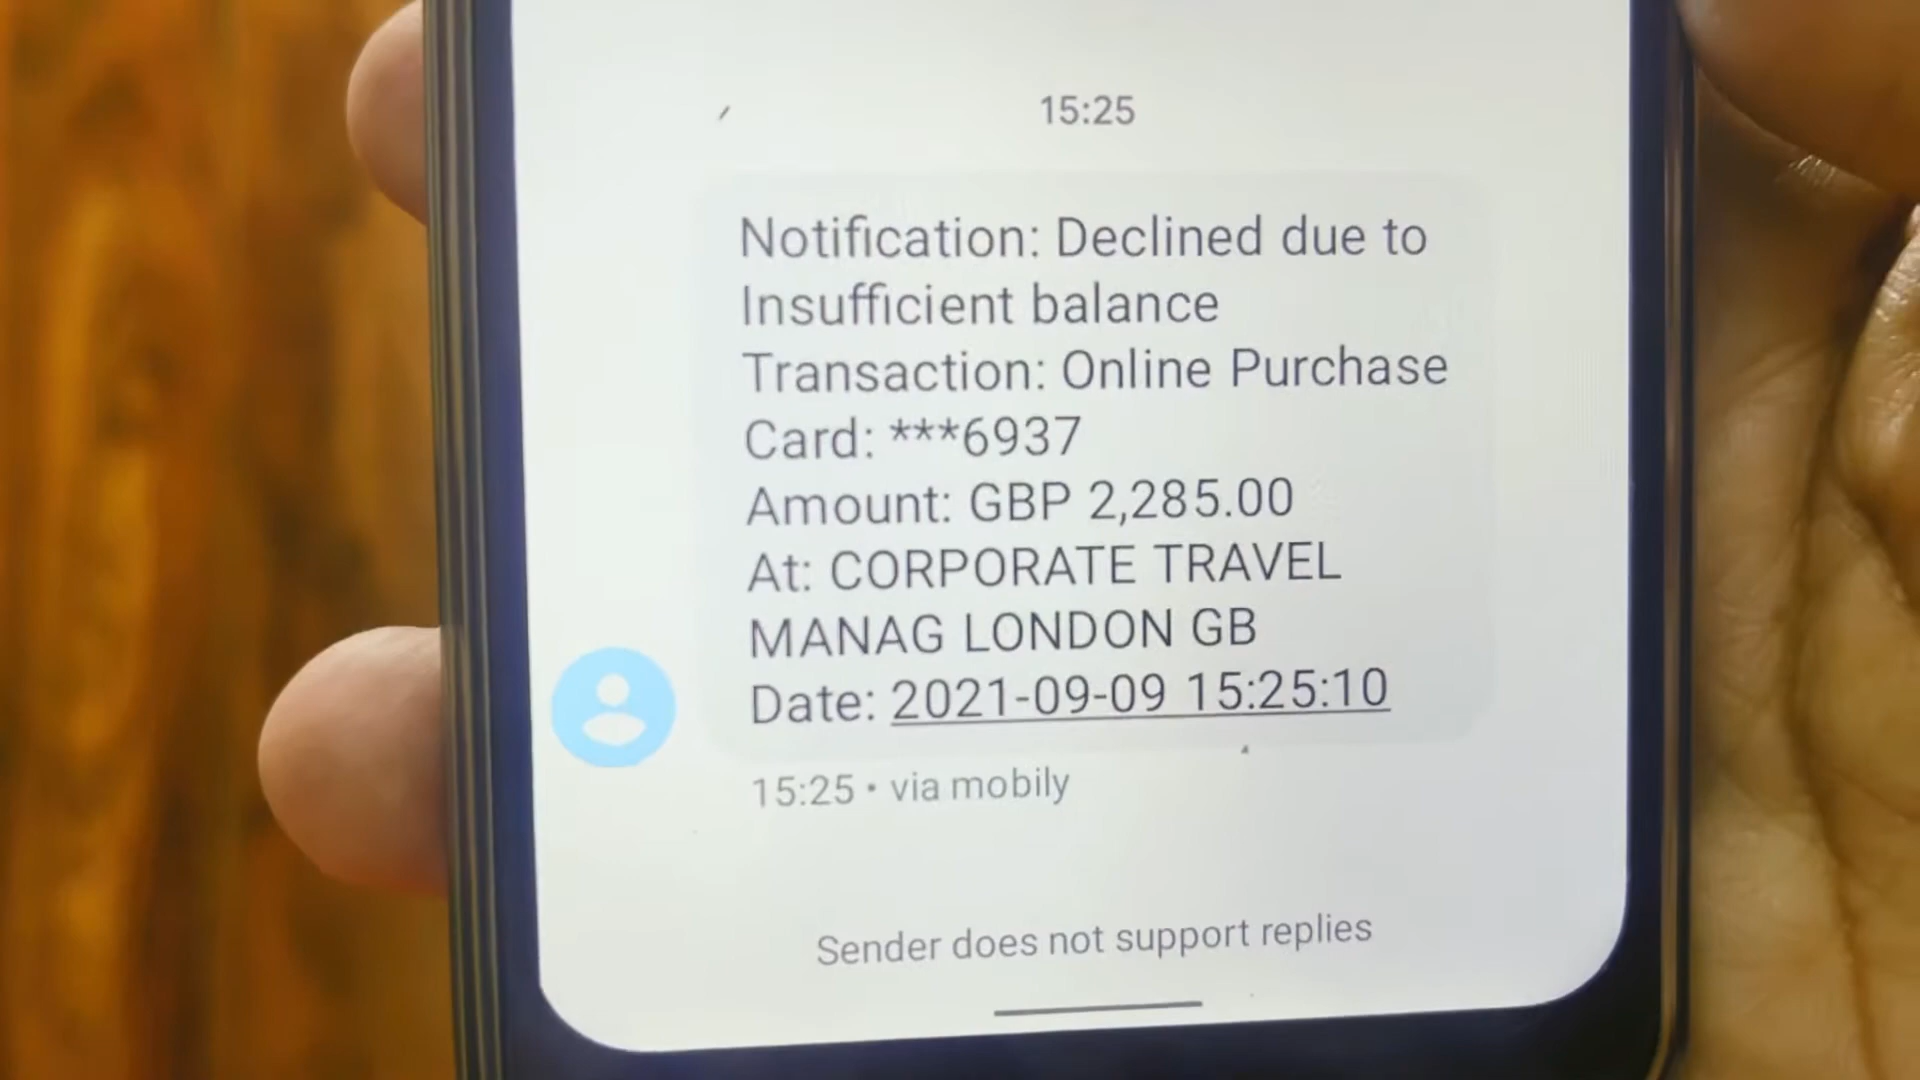 15:25
Notification: Declined due to
Insufficient balance
Transaction: Online Purchase
Card: ***6937
Amount: GBP 2,285.00
At: CORPORATE TRAVEL
MANAG LONDON GB
Date: 2021-09-09 15:25:10
15:25 • via mobily
Sender does not support replies